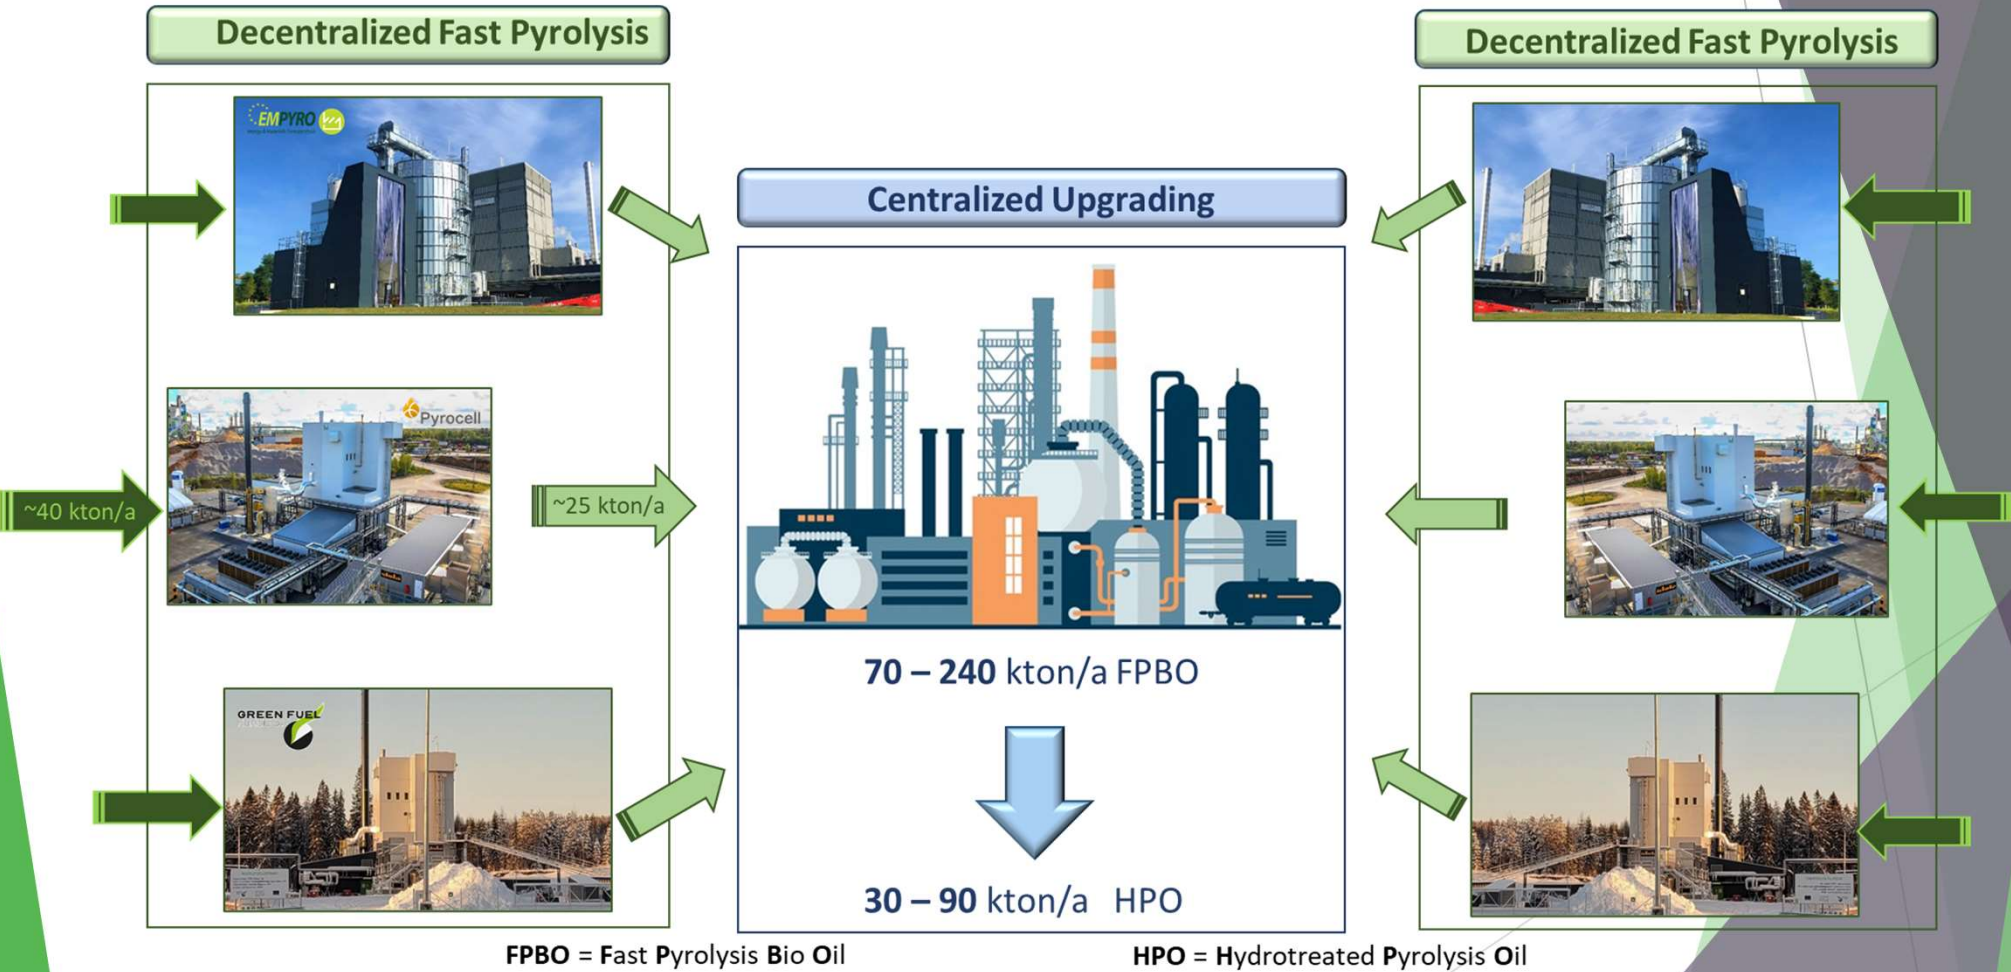 Decentralized Fast Pyrolysis
Decentralized Fast Pyrolysis
EMPYRO
Centralized Upgrading
Pyrocell
~40 kton/a
~25 kton/a
GREEN FUEL
70 – 240 kton/a FPBO
30 – 90 kton/a HPO
FPBO = Fast Pyrolysis Bio Oil
HPO = Hydrotreated Pyrolysis Oil